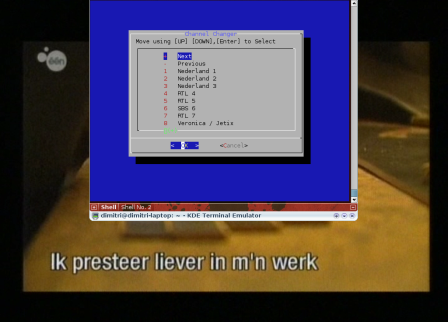 Channel Changer
Move using [UP] [DOWN],[Enter] to Select
Next
Previous
1 Nederland 1
2 Nederland 2
3 Nederland 3
4 RTL 4
5 RTL 5
6 SBS 6
7 RTL 7
8 Veronica / Jetix
< OK >
<Cancel>
Shell Shell No. 2
dimitri@dimitri-laptop: ~ - KDE Terminal Emulator
één
Ik presteer liever in m'n werk